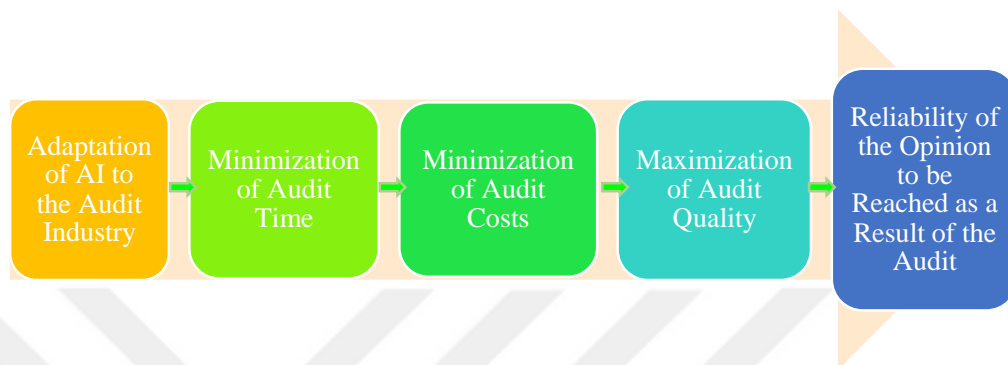 Adaptation
of AI to
the Audit
Industry
Minimization
of Audit
Time
Minimization
of Audit
Costs
Maximization
of Audit
Quality
Reliability of
the Opinion
to be
Reached as a
Result of the
Audit